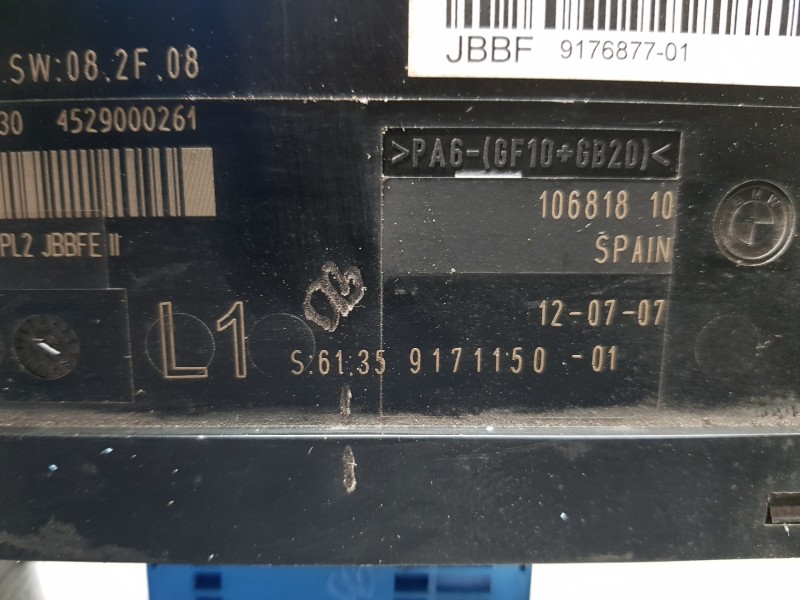 JBBF 9176877-01
.SW:08.2F.08
30 4529000261
>PA6-(GF10+GB20)<
106818 10
SPAIN
BMW
PL2 JBBFE II
12-07-07
L1
S:61.35 9171150 -01